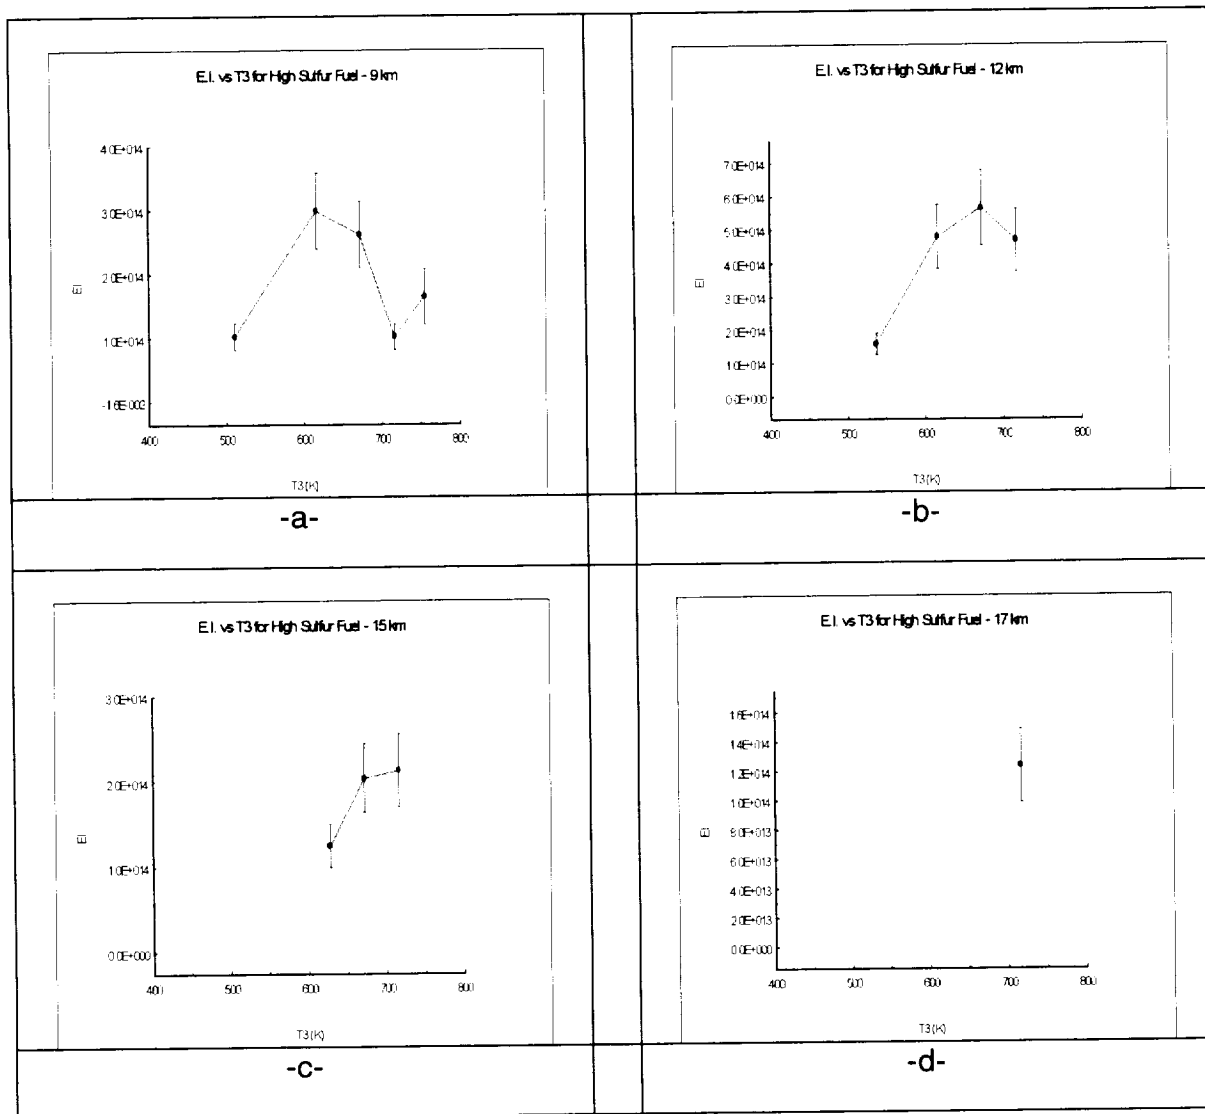 E.I. vs T3 for High Sulfur Fuel - 9 km
4.0E+014
3.0E+014
2.0E+014
1.0E+014
-1.6E-003
EI
400 500 600 700 800
T3 (K)
-a-
E.I. vs T3 for High Sulfur Fuel - 12 km
7.0E+014
6.0E+014
5.0E+014
4.0E+014
3.0E+014
2.0E+014
1.0E+014
0.0E+000
EI
400 500 600 700 800
T3 (K)
-b-
E.I. vs T3 for High Sulfur Fuel - 15 km
3.0E+014
2.0E+014
1.0E+014
0.0E+000
EI
400 500 600 700 800
T3 (K)
-c-
E.I. vs T3 for High Sulfur Fuel - 17 km
1.6E+014
1.4E+014
1.2E+014
1.0E+014
8.0E+013
6.0E+013
4.0E+013
2.0E+013
0.0E+000
EI
400 500 600 700 800
T3 (K)
-d-